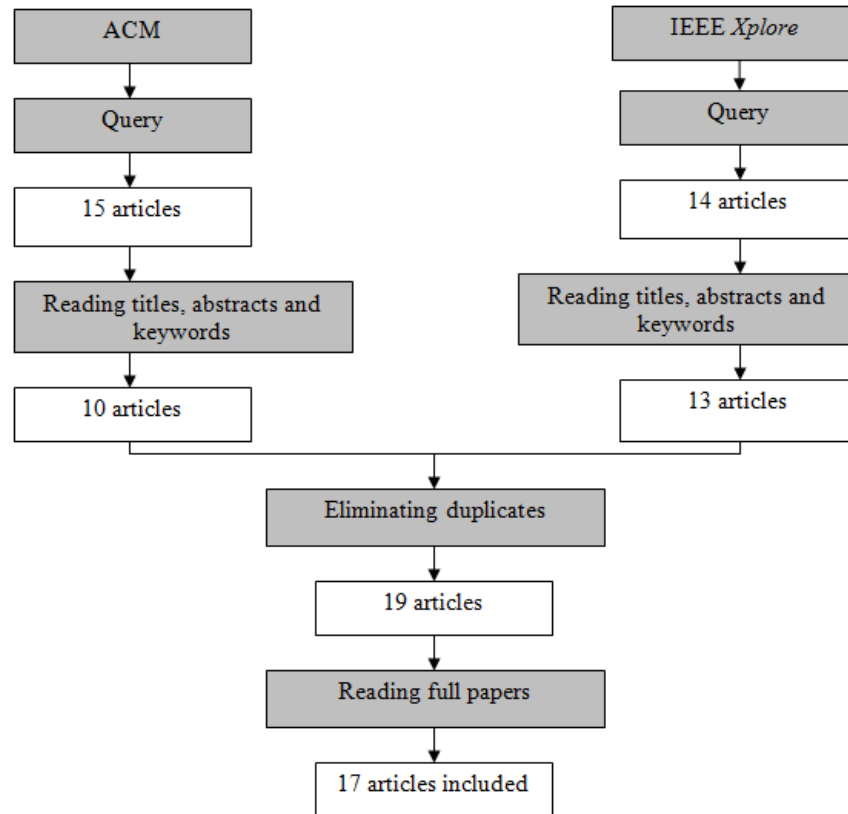 ACM
IEEE Xplore
Query
Query
15 articles
14 articles
Reading titles, abstracts and
keywords
Reading titles, abstracts and
keywords
10 articles
13 articles
Eliminating duplicates
19 articles
Reading full papers
17 articles included